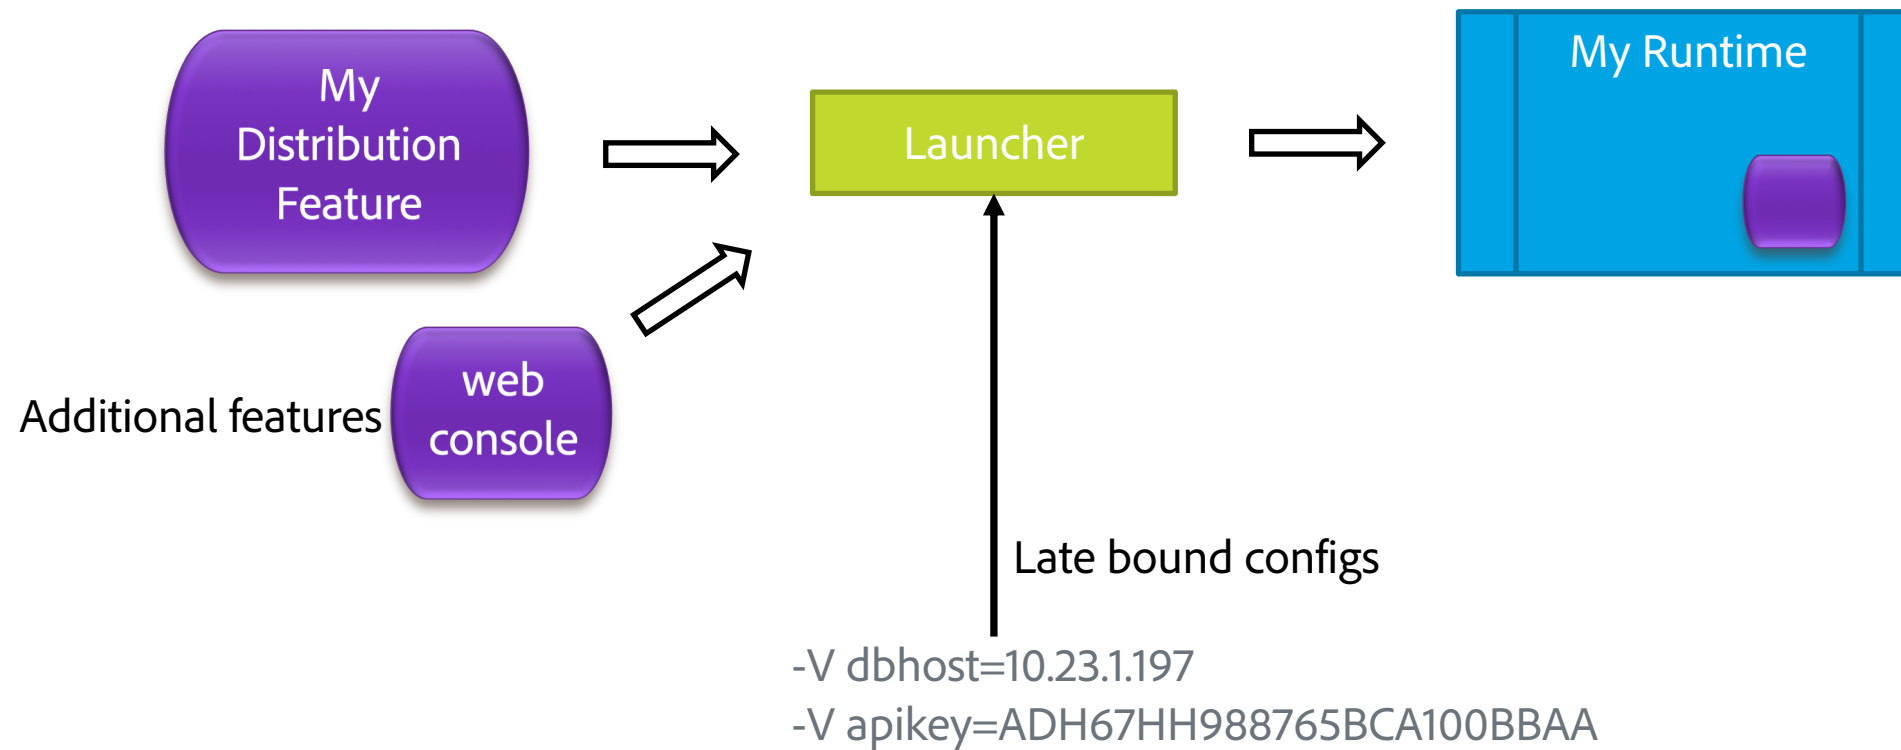 My
Distribution
Feature
Launcher
My Runtime
Additional features
web
console
Late bound configs
-V dbhost=10.23.1.197
-V apikey=ADH67HH988765BCA100BBAA